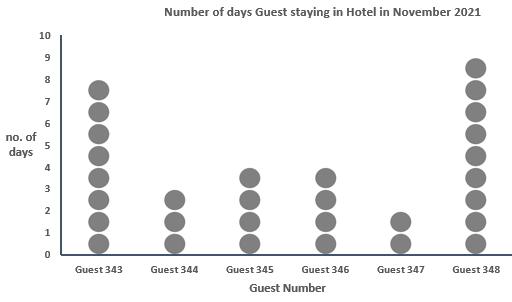 Number of days Guest staying in Hotel in November 2021
10
9
8
7
6
5
4
3
2
1
0
no. of
days
Guest 343 Guest 344 Guest 345 Guest 346 Guest 347 Guest 348
Guest Number